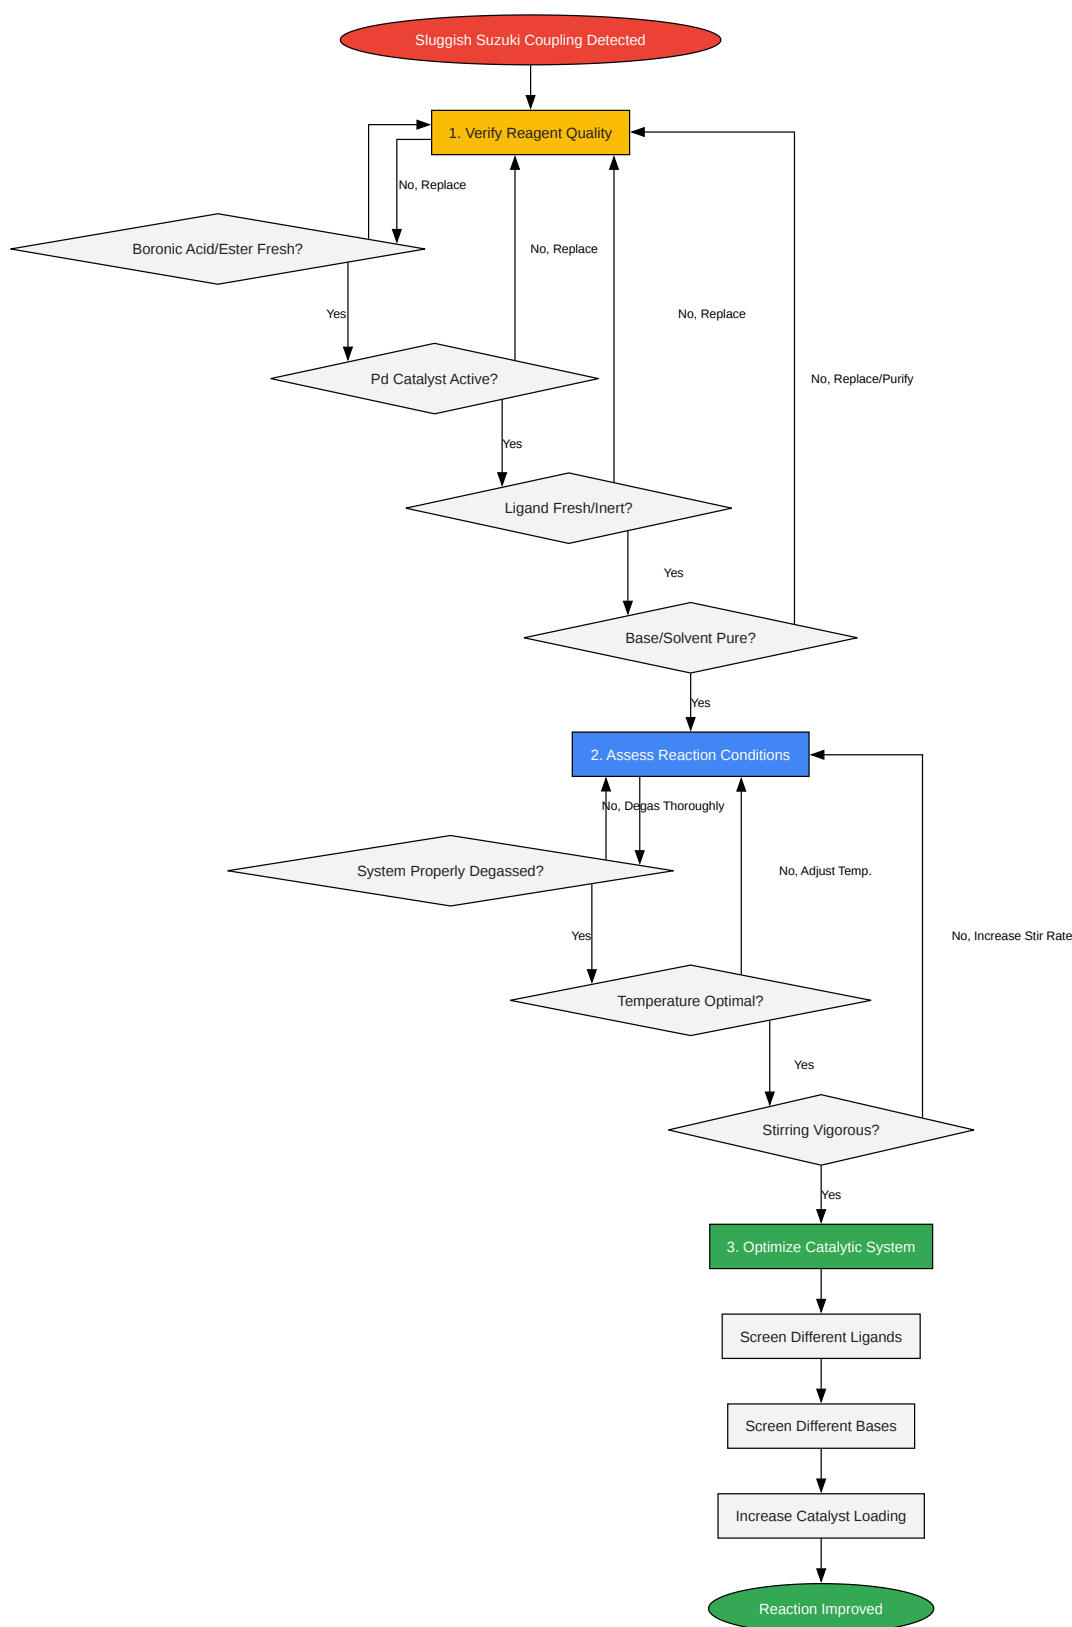 Sluggish Suzuki Coupling Detected
1. Verify Reagent Quality
No, Replace
Boronic Acid/Ester Fresh?
No, Replace
Yes
No, Replace
Pd Catalyst Active?
No, Replace/Purify
Yes
Ligand Fresh/Inert?
Yes
Base/Solvent Pure?
Yes
2. Assess Reaction Conditions
No, Degas Thoroughly
System Properly Degassed?
No, Adjust Temp.
Yes
No, Increase Stir Rate
Temperature Optimal?
Yes
Stirring Vigorous?
Yes
3. Optimize Catalytic System
Screen Different Ligands
Screen Different Bases
Increase Catalyst Loading
Reaction Improved